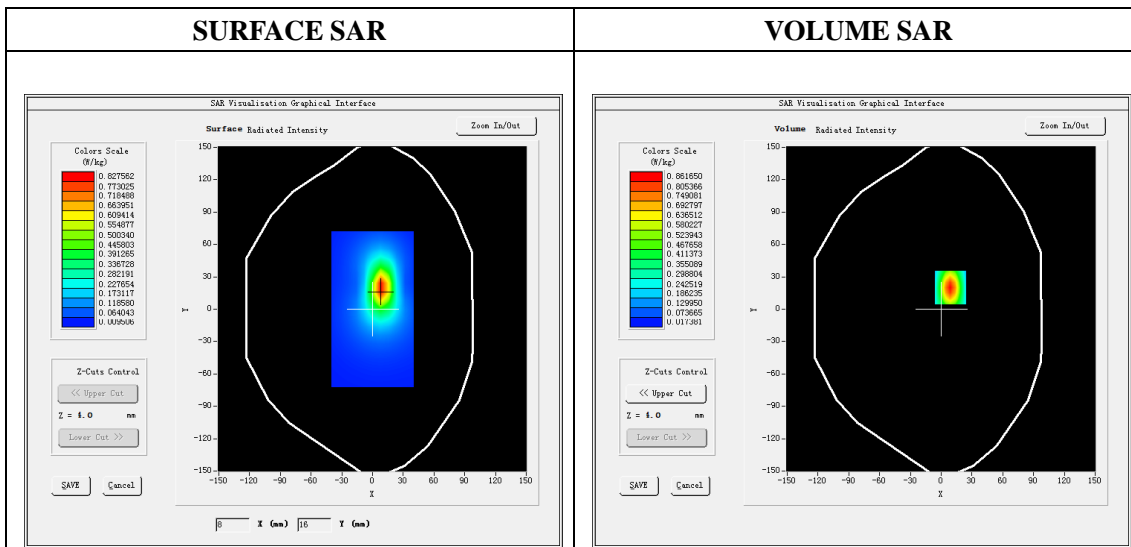 SURFACE SAR
VOLUME SAR
SAR Visualisation Graphical Interface
Surface Radiated Intensity
Zoom In/Out
Colors Scale
(W/kg)
0.827562
0.773025
0.718488
0.663951
0.609414
0.554877
0.500340
0.445803
0.391265
0.336728
0.282191
0.227654
0.173117
0.118580
0.064043
0.009506
150
120
90
60
30
0
-30
-60
-90
-120
-150
Y
-150 -120 -90 -60 -30 0 30 60 90 120 150
X
Z-Cuts Control
<< Upper Cut
Z = 4.0 mm
Lower Cut >>
SAVE Cancel
8 X (mm) 16 Y (mm)
SAR Visualisation Graphical Interface
Volume Radiated Intensity
Zoom In/Out
Colors Scale
(W/kg)
0.861650
0.805366
0.749081
0.692797
0.636512
0.580227
0.523943
0.467658
0.411373
0.355089
0.298804
0.242519
0.186235
0.129950
0.073665
0.017381
150
120
90
60
30
0
-30
-60
-90
-120
-150
Y
-150 -120 -90 -60 -30 0 30 60 90 120 150
X
Z-Cuts Control
<< Upper Cut
Z = 4.0 mm
Lower Cut >>
SAVE Cancel